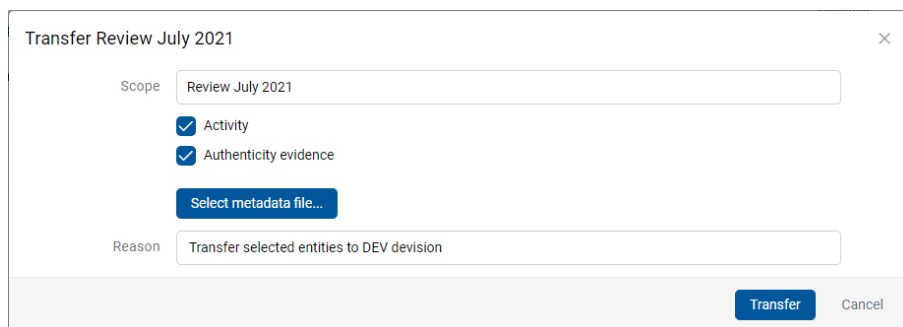 Transfer Review July 2021
Scope
Review July 2021
Activity
Authenticity evidence
Select metadata file...
Reason
Transfer selected entities to DEV devision
Transfer
Cancel